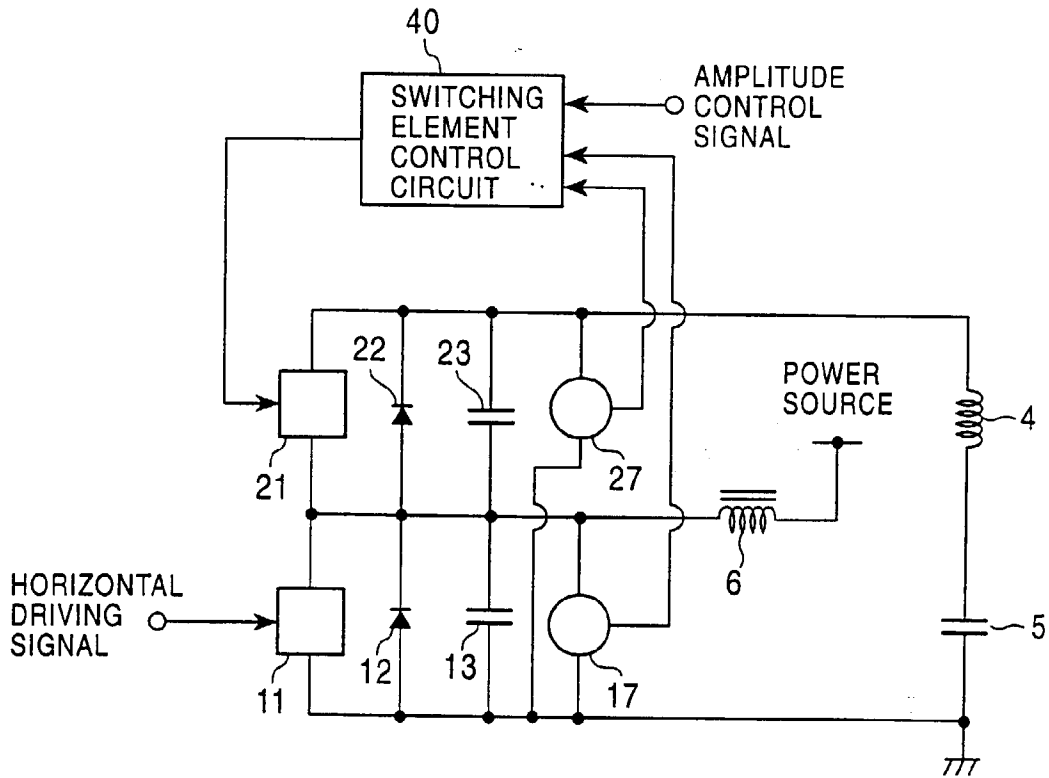 40
SWITCHING
ELEMENT
CONTROL
CIRCUIT
AMPLITUDE
CONTROL
SIGNAL
22
23
21
27
POWER
SOURCE
4
6
HORIZONTAL
DRIVING
SIGNAL
11
12
13
17
5